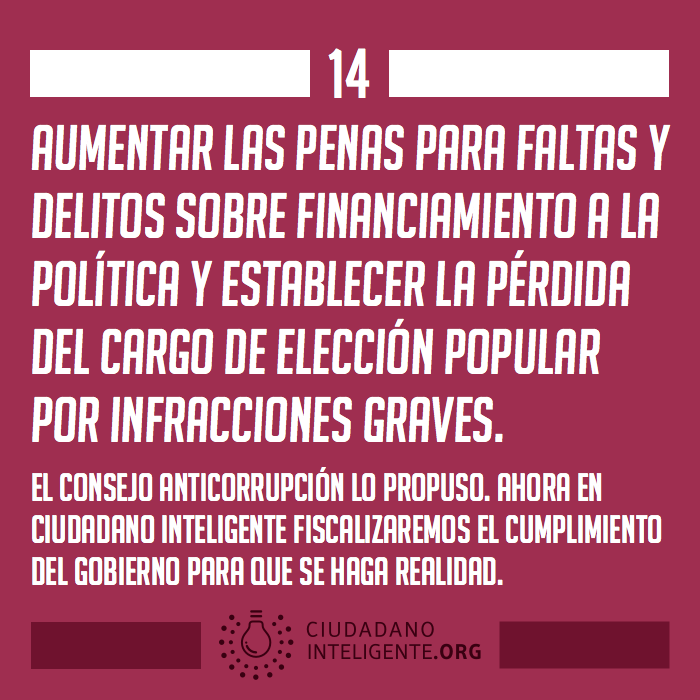 14
AUMENTAR LAS PENAS PARA FALTAS Y
DELITOS SOBRE FINANCIAMIENTO A LA
POLÍTICA Y ESTABLECER LA PÉRDIDA
DEL CARGO DE ELECCIÓN POPULAR
POR INFRACCIONES GRAVES.
EL CONSEJO ANTICORRUPCIÓN LO PROPUSO. AHORA EN
CIUDADANO INTELIGENTE FISCALIZAREMOS EL CUMPLIMIENTO
DEL GOBIERNO PARA QUE SE HAGA REALIDAD.
CIUDADANO
INTELIGENTE.ORG